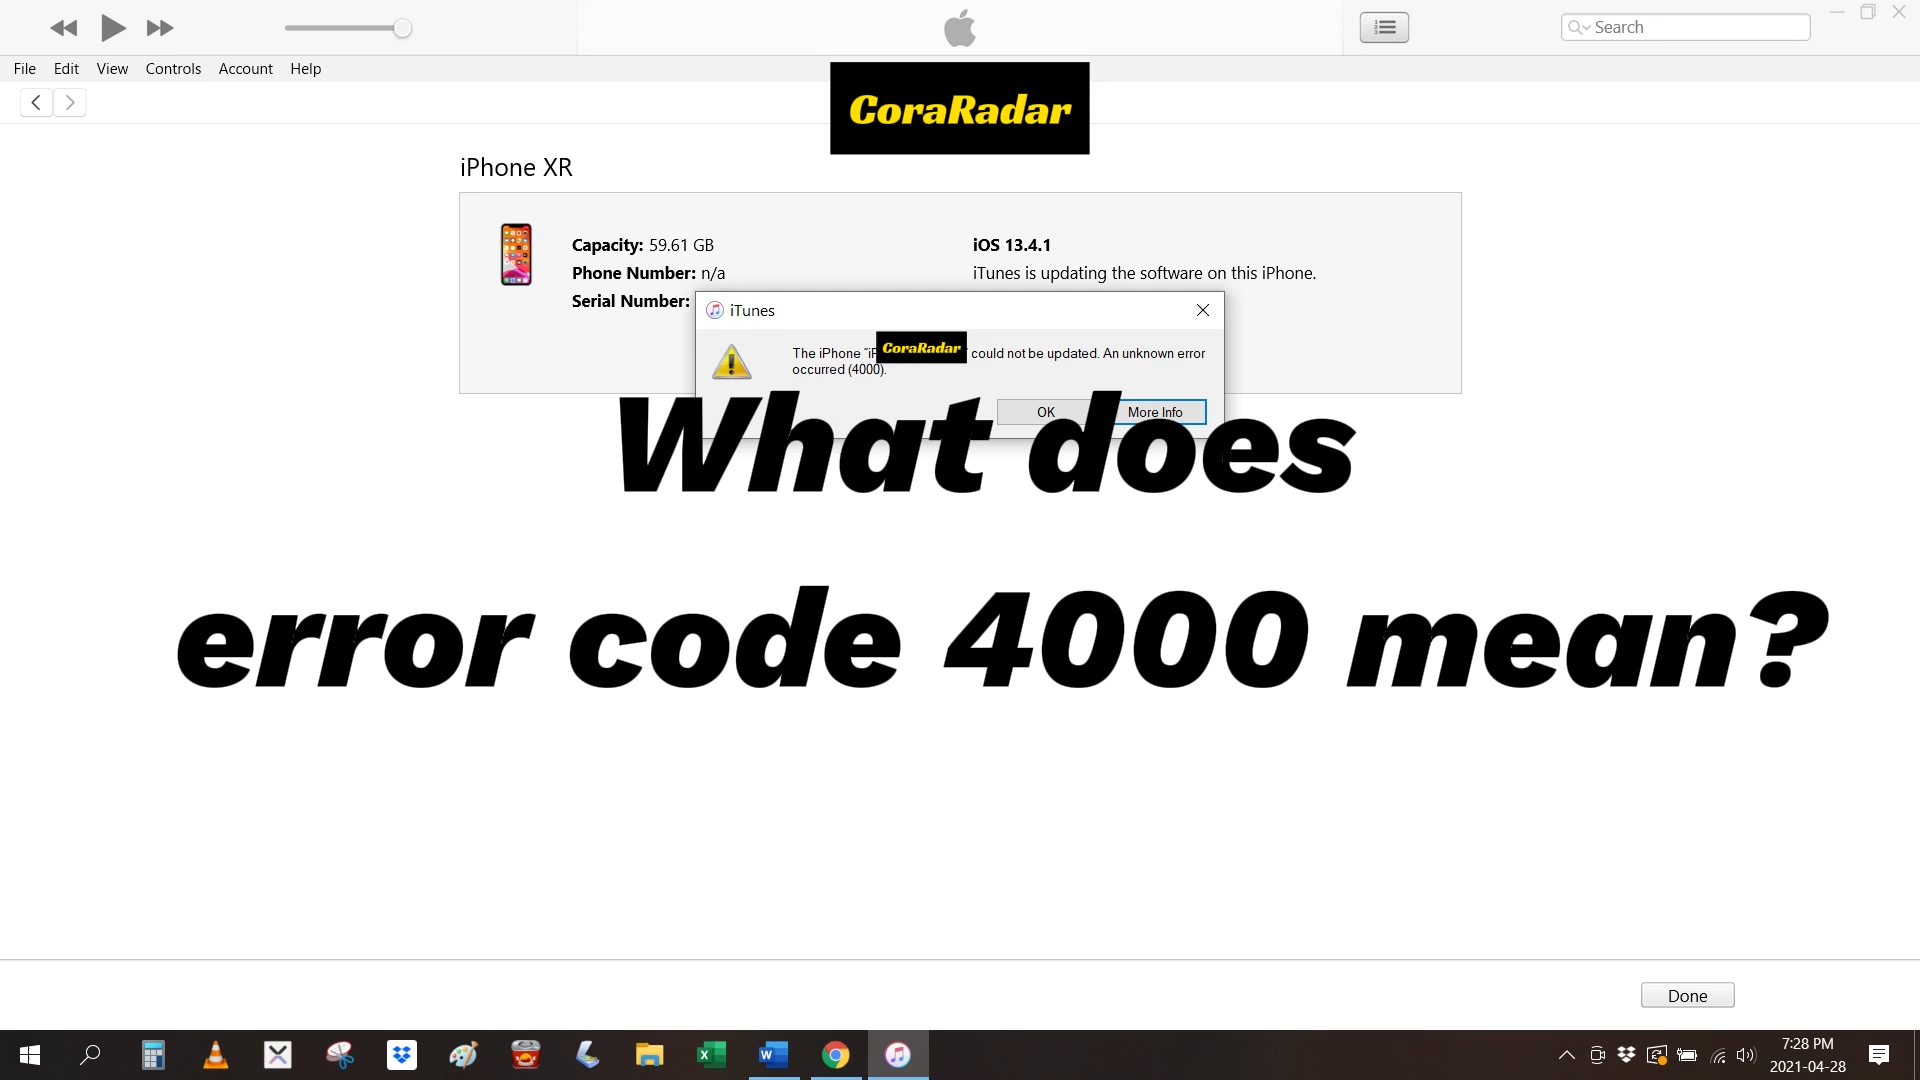 Search
File Edit View Controls Account Help
CoraRadar
iPhone XR
Capacity: 59.61 GB
iOS 13.4.1
Phone Number: n/a
iTunes is updating the software on this iPhone.
Serial Number:
iTunes
The iPhone "iP CoraRadar " could not be updated. An unknown error
occurred (4000).
OK More Info
What does
error code 4000 mean?
Done
7:28 PM
2021-04-28